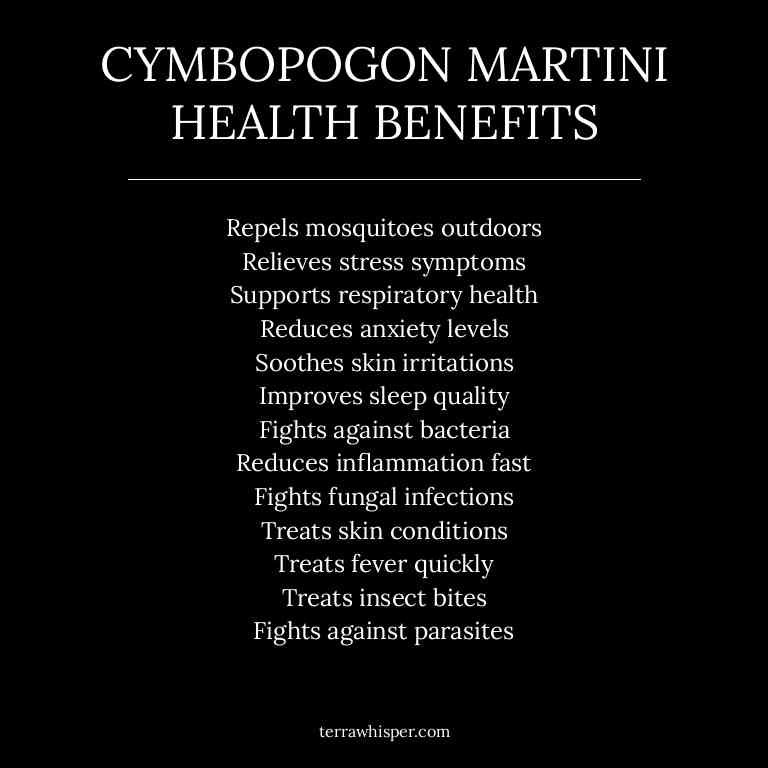 CYMBOPOGON MARTINI
HEALTH BENEFITS
Repels mosquitoes outdoors
Relieves stress symptoms
Supports respiratory health
Reduces anxiety levels
Soothes skin irritations
Improves sleep quality
Fights against bacteria
Reduces inflammation fast
Fights fungal infections
Treats skin conditions
Treats fever quickly
Treats insect bites
Fights against parasites
terrawhisper.com